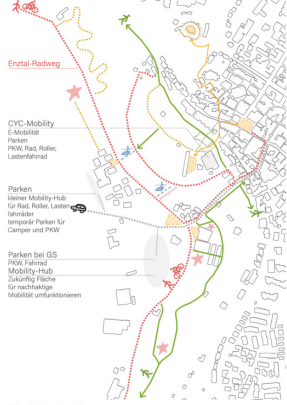 Enztal-Radweg
CYC-Mobility
E-Mobilität
Parken
PKW, Rad, Roller,
Lastenfahrrad
Parken
kleiner Mobility-Hub
für Rad, Roller, Lasten
fahrräder
temporär Parken für
Camper und PKW
Parken bei GS
PKW, Fahrrad
Mobility-Hub
Zukünftig Fläche
für nachhaltige
Mobilität umfunktionieren